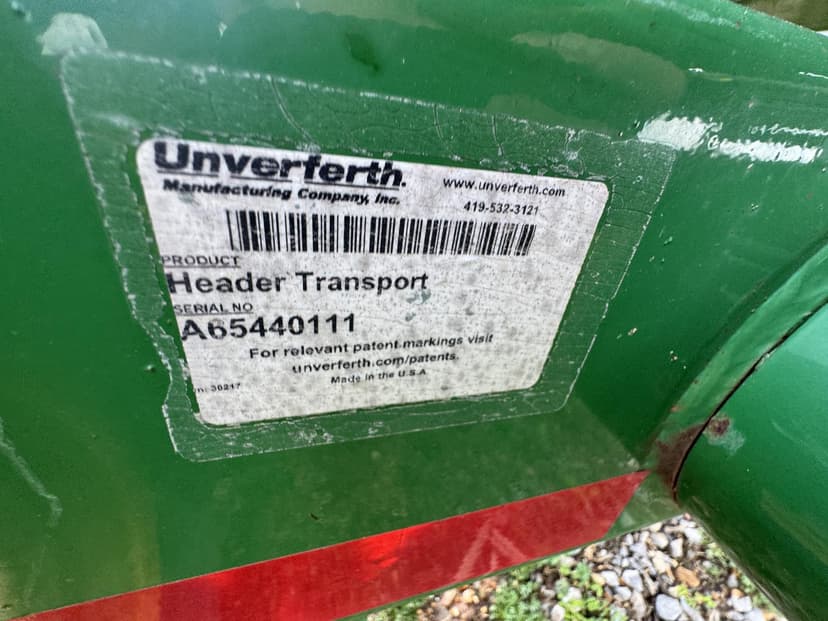 Unverferth.
Manufacturing Company, Inc.
www.unverferth.com
419-532-3121
PRODUCT
Header Transport
SERIAL NO
A65440111
For relevant patent markings visit
unverferth.com/patents.
Made in the U.S.A
30217